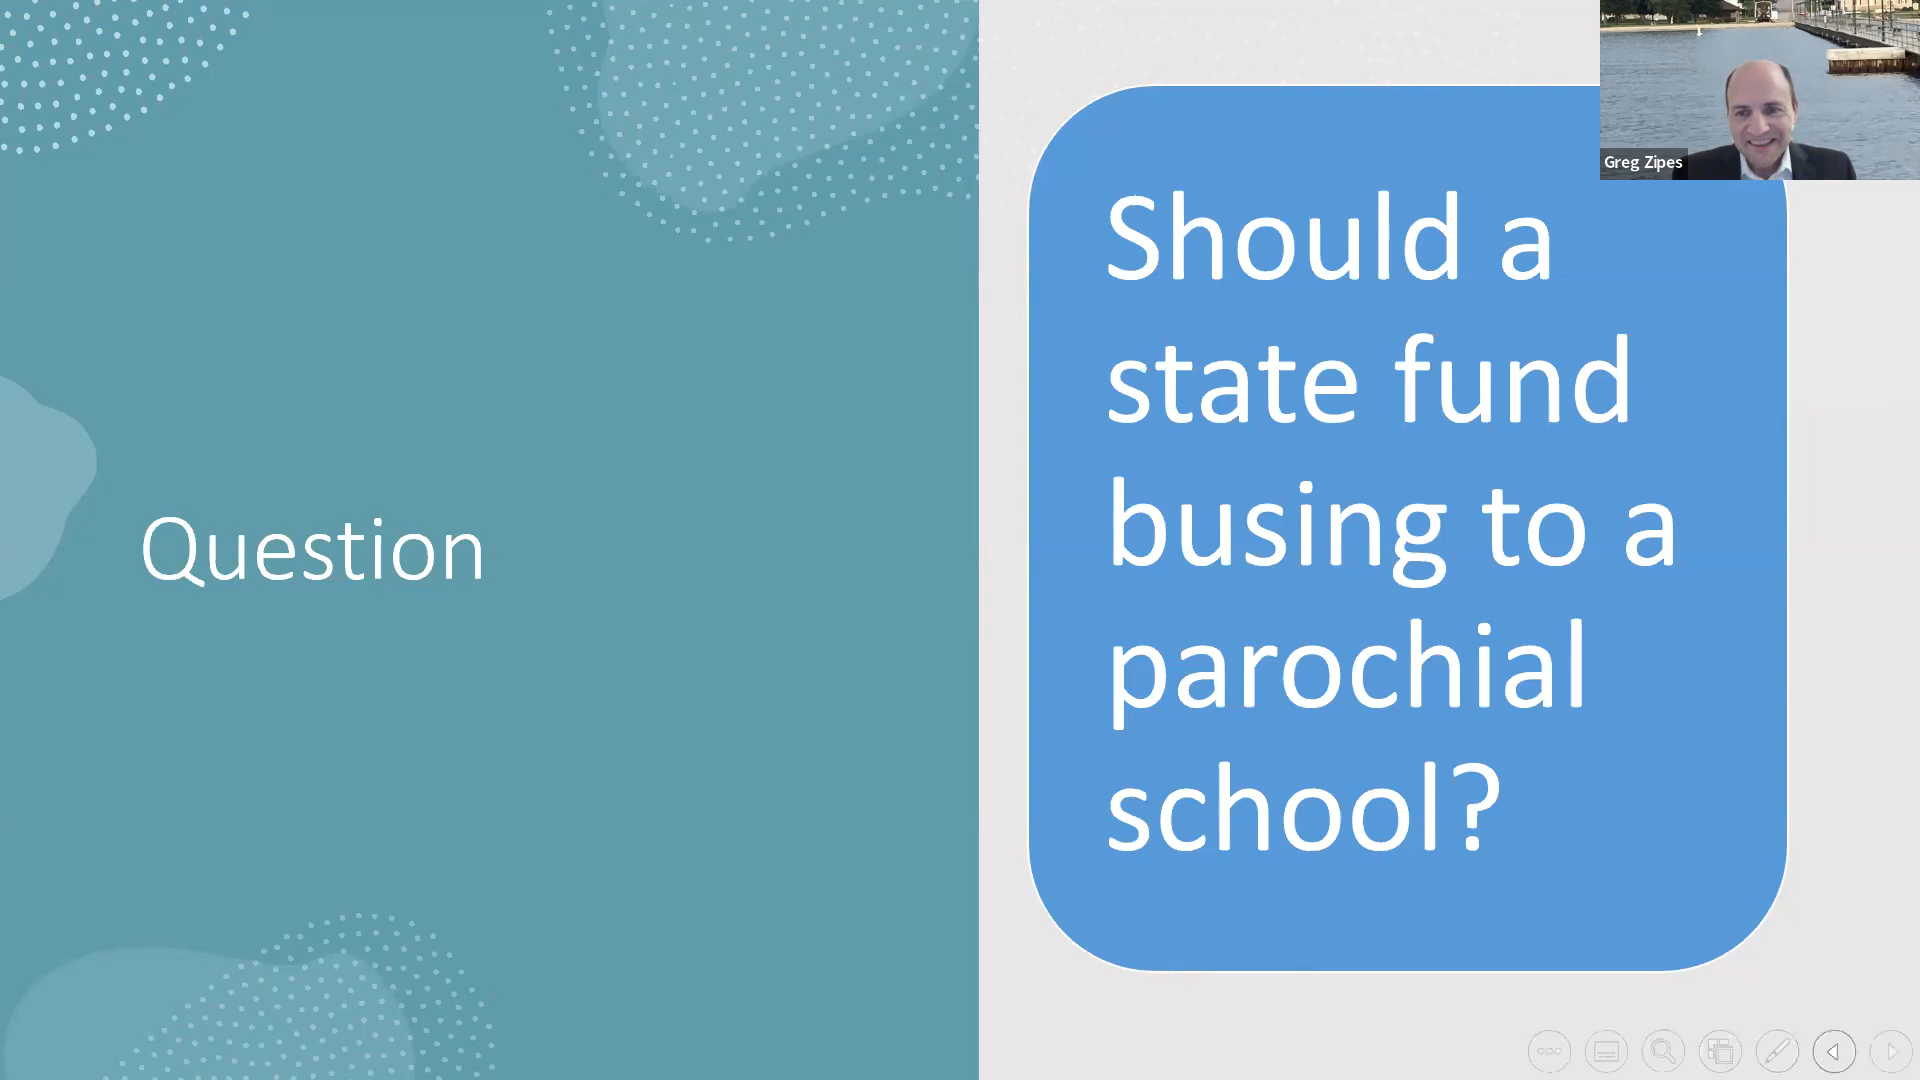 Question
Should a
state fund
busing to a
parochial
school?
Greg Zipes